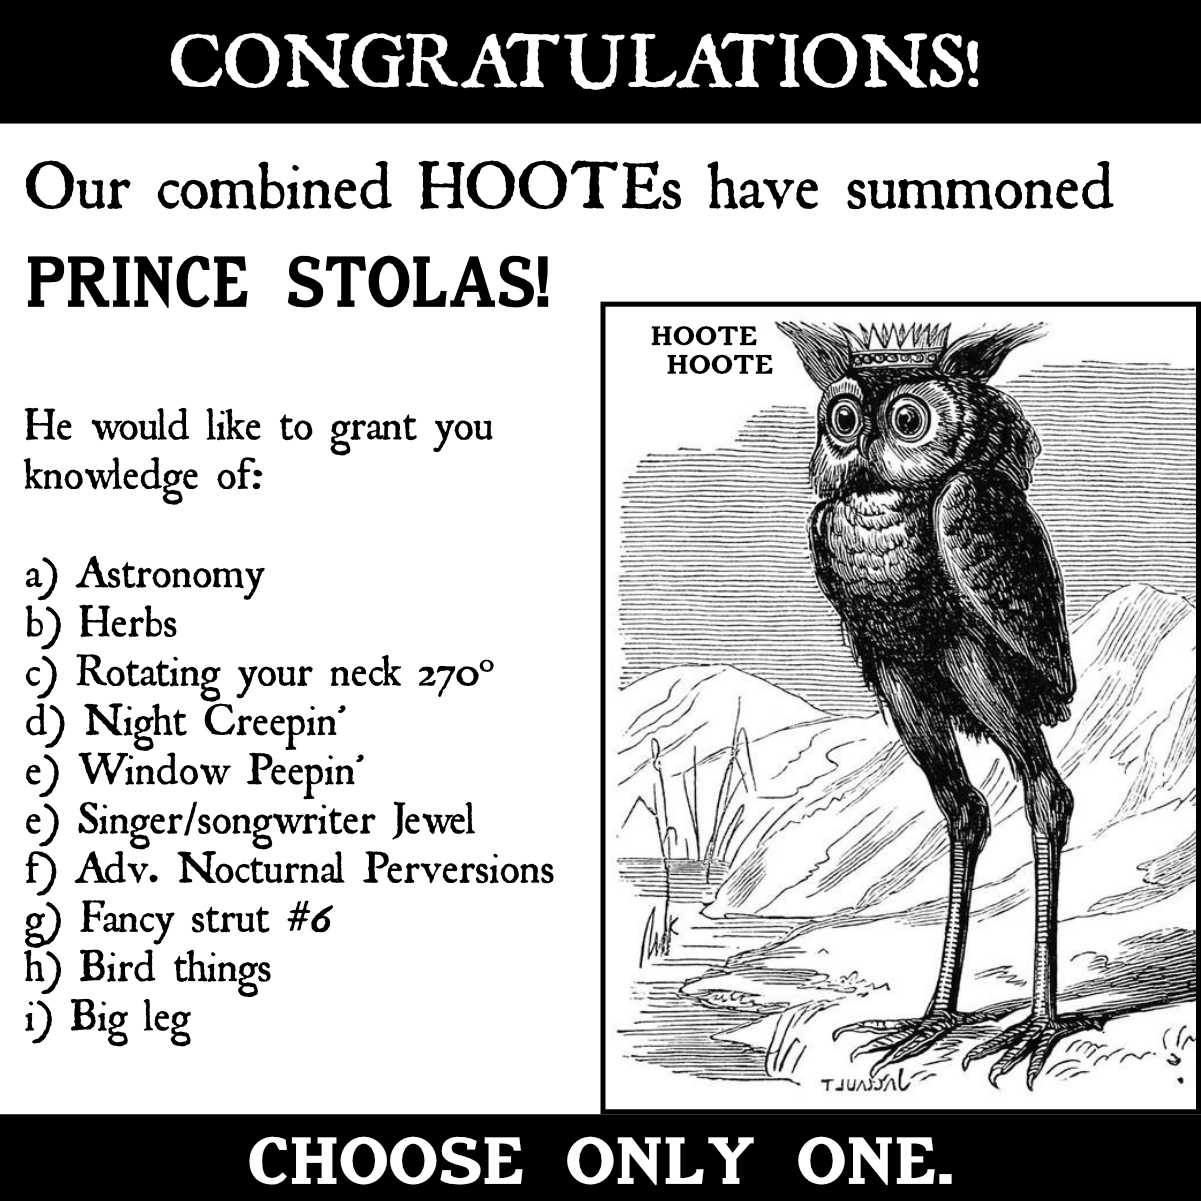 CONGRATULATIONS!
Our combined HOOTEs have summoned
PRINCE STOLAS!
HOOTE
HOOTE
He would like to grant you
knowledge of:
a) Astronomy
b) Herbs
c) Rotating your neck 270°
d) Night Creepin'
e) Window Peepin'
e) Singer/songwriter Jewel
f) Adv. Nocturnal Perversions
g) Fancy strut #6
h) Bird things
i) Big leg
CHOOSE ONLY ONE.